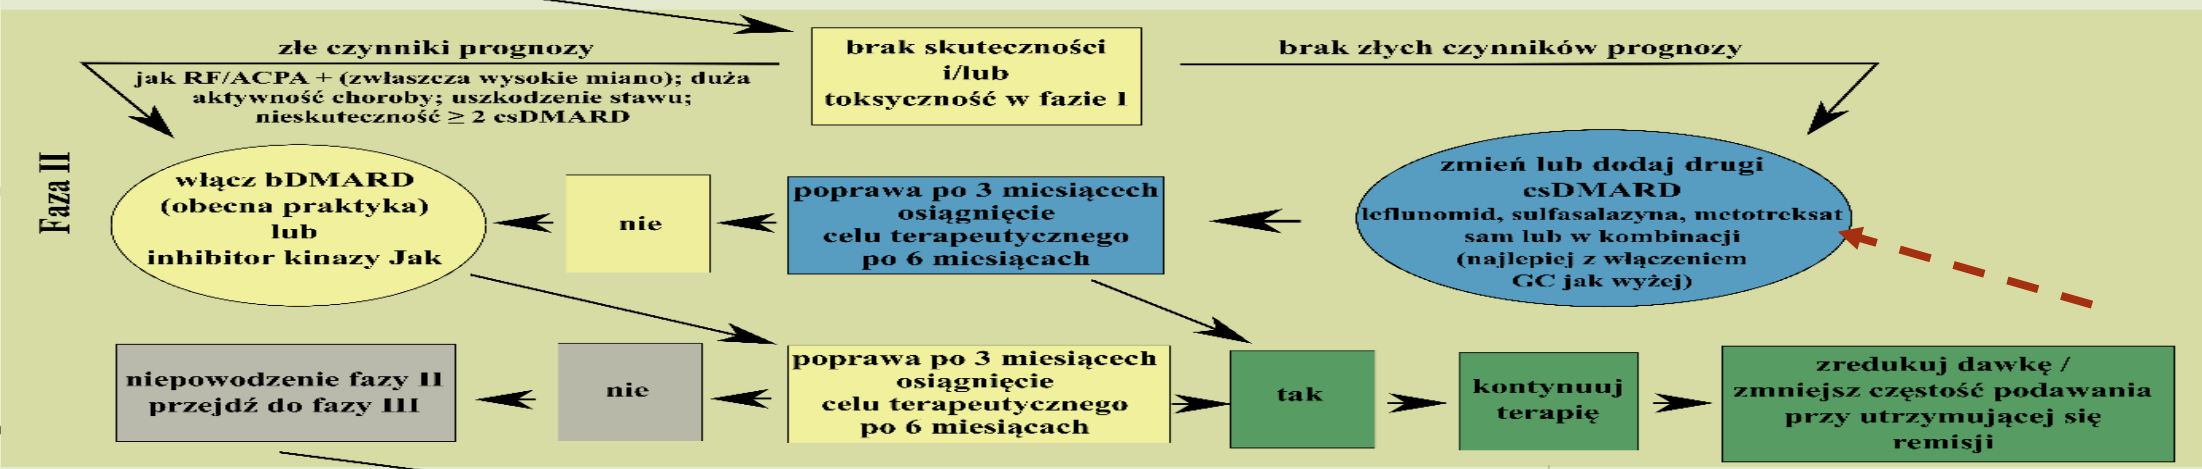 Faza II
złe czynniki prognozy
jak RF/ACPA + (zwłaszcza wysokie miano); duża
aktywność choroby; uszkodzenie stawu;
nieskuteczność ≥ 2 csDMARD
brak skuteczności
i/lub
toksyczność w fazie I
brak złych czynników prognozy
włącz bDMARD
(obecna praktyka)
lub
inhibitor kinazy Jak
nie
poprawa po 3 miesiącech
osiągnięcie
celu terapeutycznego
po 6 miesiącach
zmień lub dodaj drugi
csDMARD
leflunomid, sulfasalazyna, metotreksat
sam lub w kombinacji
(najlepiej z włączeniem
GC jak wyżej)
niepowodzenie fazy II
przejdź do fazy III
nie
poprawa po 3 miesiącech
osiągnięcie
celu terapeutycznego
po 6 miesiącach
tak
kontynuuj
terapię
zredukuj dawkę /
zmniejsz częstość podawania
przy utrzymującej się
remisji